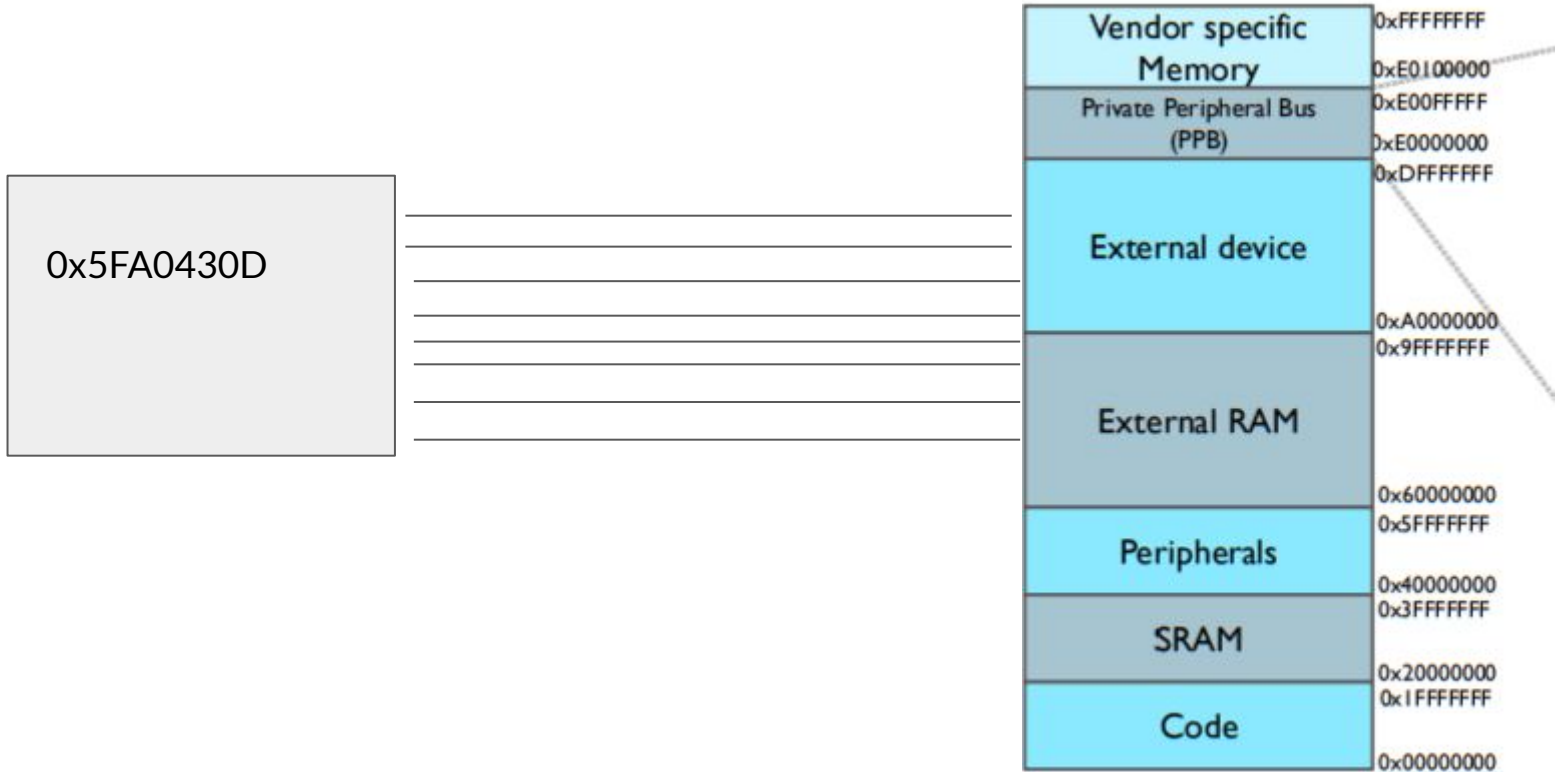 0x5FA0430D
Vendor specific
Memory
0xFFFFFFFF
0xE0100000
Private Peripheral Bus
(PPB)
0xE00FFFFF
0xE0000000
0xDFFFFFFF
External device
0xA0000000
0x9FFFFFFF
External RAM
0x60000000
0x5FFFFFFF
Peripherals
0x40000000
0x3FFFFFFF
SRAM
0x20000000
0x1FFFFFFF
Code
0x00000000